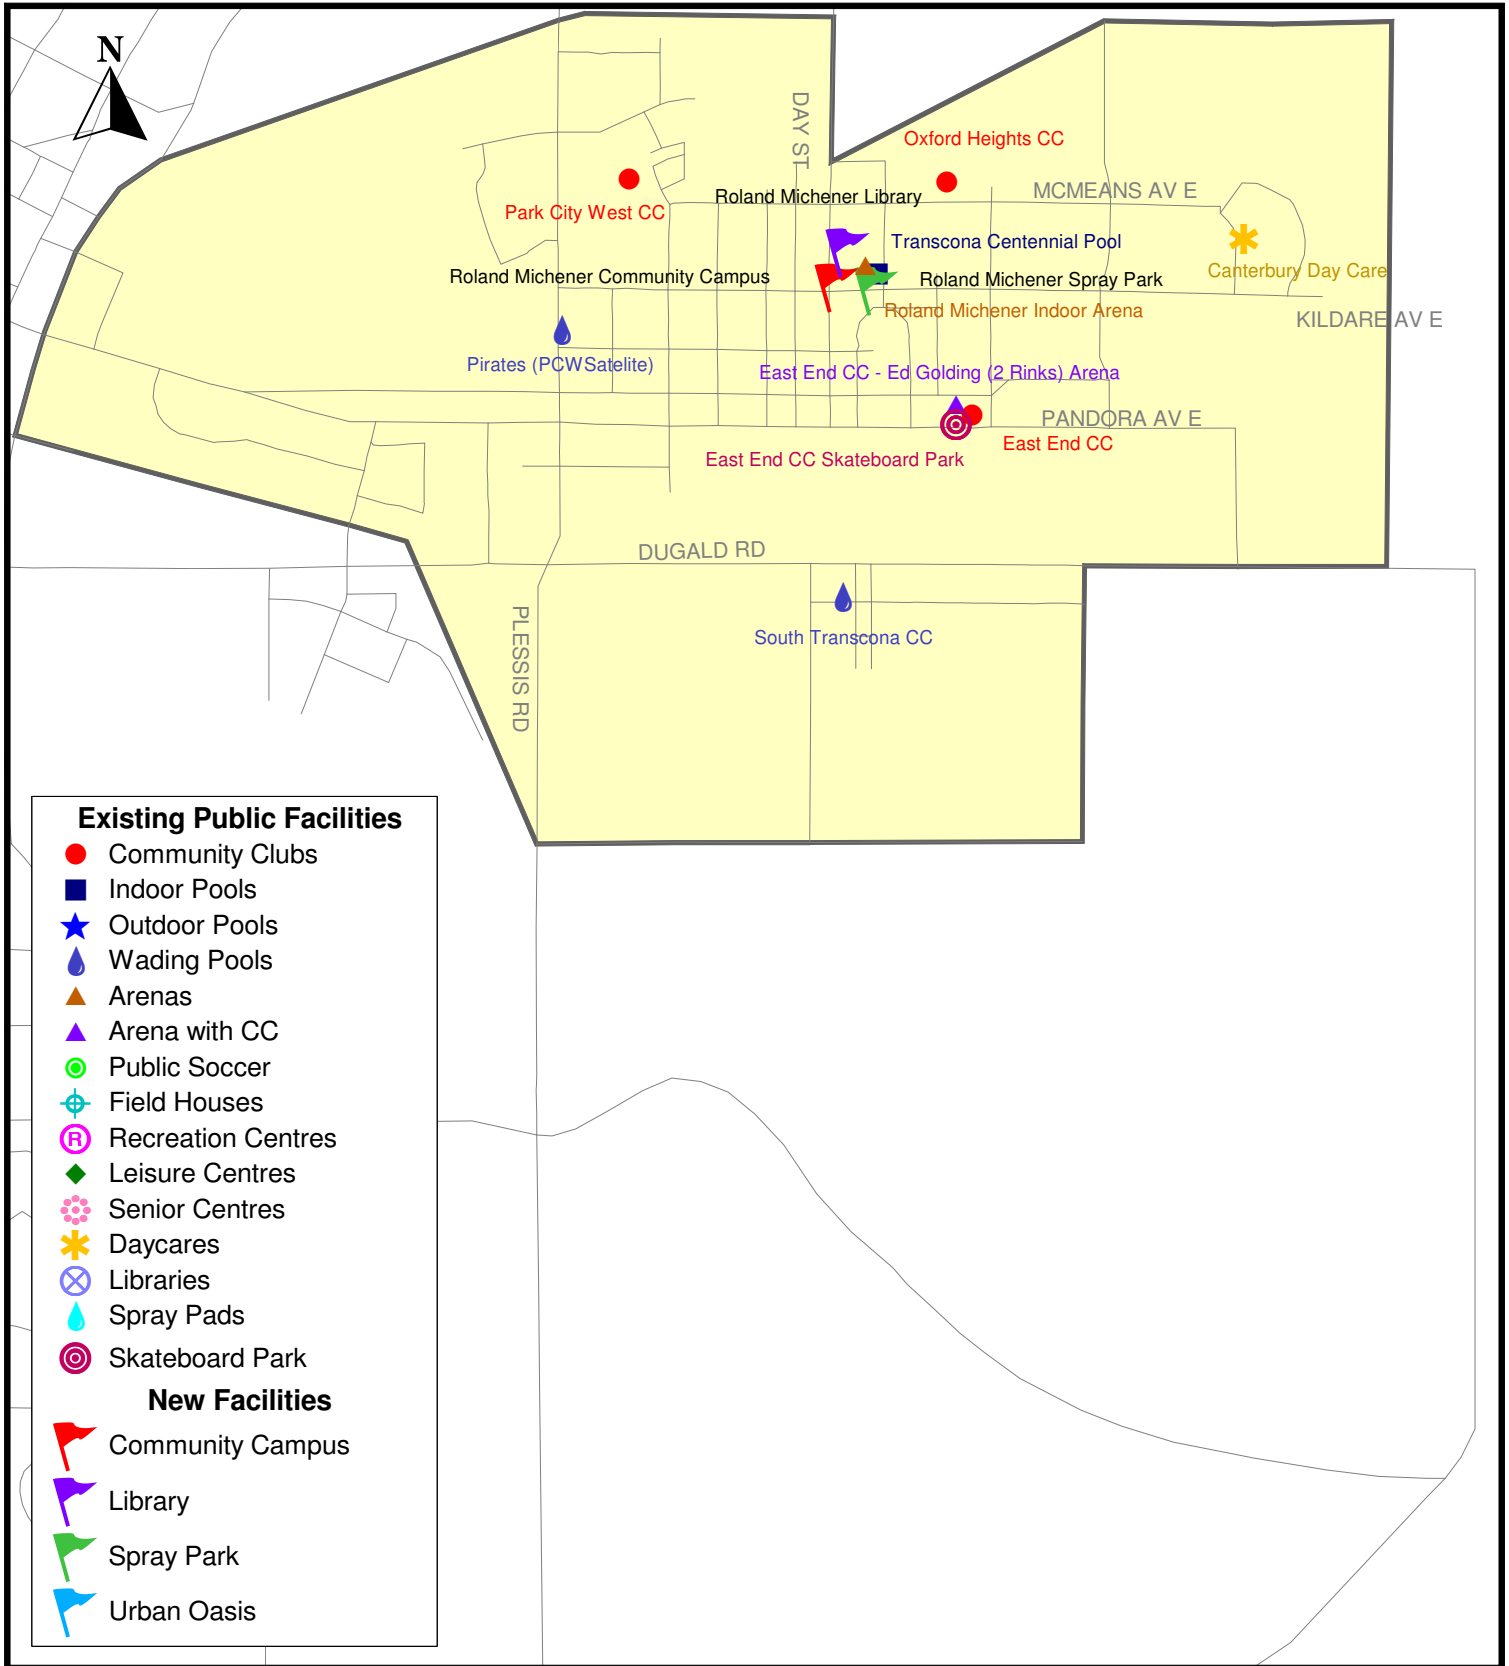 N
DAY ST
Oxford Heights CC
MCMEANS AV E
Roland Michener Library
Park City West CC
Transcona Centennial Pool
Canterbury Day Care
Roland Michener Community Campus
Roland Michener Spray Park
Roland Michener Indoor Arena
KILDARE AV E
Pirates (PCWSatelite)
East End CC - Ed Golding (2 Rinks) Arena
PANDORA AV E
East End CC
East End CC Skateboard Park
DUGALD RD
PLESSIS RD
South Transcona CC
Existing Public Facilities
Community Clubs
Indoor Pools
Outdoor Pools
Wading Pools
Arenas
Arena with CC
Public Soccer
Field Houses
R
Recreation Centres
Leisure Centres
Senior Centres
Daycares
Libraries
Spray Pads
Skateboard Park
New Facilities
Community Campus
Library
Spray Park
Urban Oasis